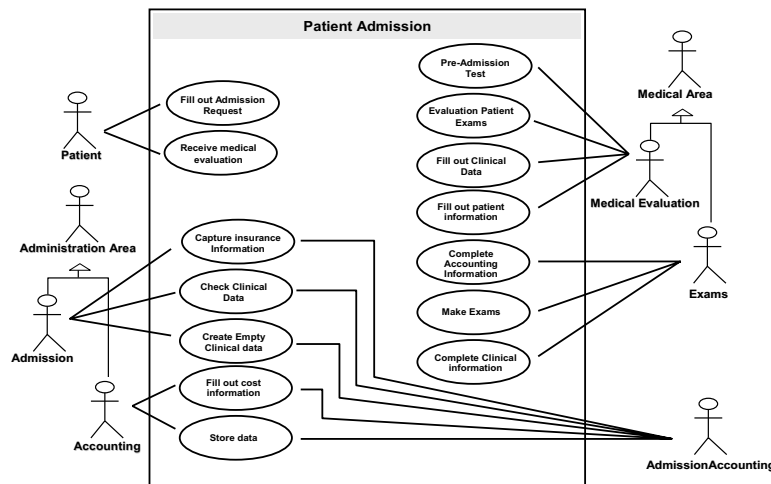 Patient Admission
Fill out Admission
Request
Receive medical
evaluation
Patient
Administration Area
Admission
Accounting
Capture insurance
Information
Check Clinical
Data
Create Empty
Clinical data
Fill out cost
information
Store data
Pre-Admission
Test
Evaluation Patient
Exams
Fill out Clinical
Data
Fill out patient
information
Complete
Accounting
Information
Make Exams
Complete Clinical
information
Medical Area
Medical Evaluation
Exams
AdmissionAccounting